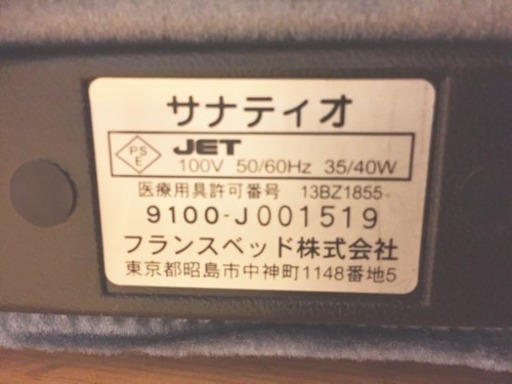 サナティオ
PS
E
JET
100V 50/60Hz 35/40W
医療用具許可番号 13BZ1855
9100-J001519
フランスベッド株式会社
東京都昭島市中神町1148番地5